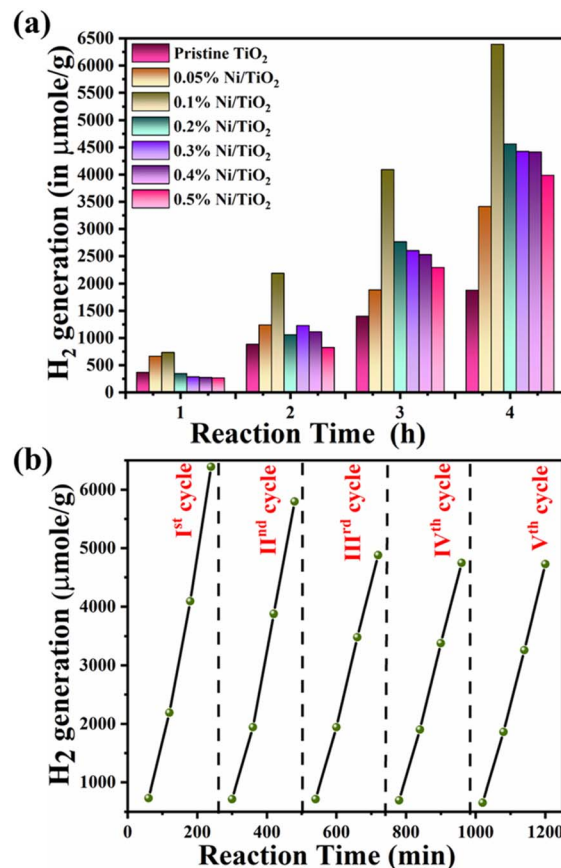 (a)
6500
6000
5500
5000
4500
4000
3500
3000
2500
2000
1500
1000
500
0
H₂ generation (in μmole/g)
Pristine TiO₂
0.05% Ni/TiO₂
0.1% Ni/TiO₂
0.2% Ni/TiO₂
0.3% Ni/TiO₂
0.4% Ni/TiO₂
0.5% Ni/TiO₂
1 2 3 4
Reaction Time (h)
(b)
6000
5000
4000
3000
2000
1000
H2 generation (μmole/g)
Iˢᵗ cycle
IIⁿᵈ cycle
IIIʳᵈ cycle
IVᵗʰ cycle
Vᵗʰ cycle
0 200 400 600 800 1000 1200
Reaction Time (min)